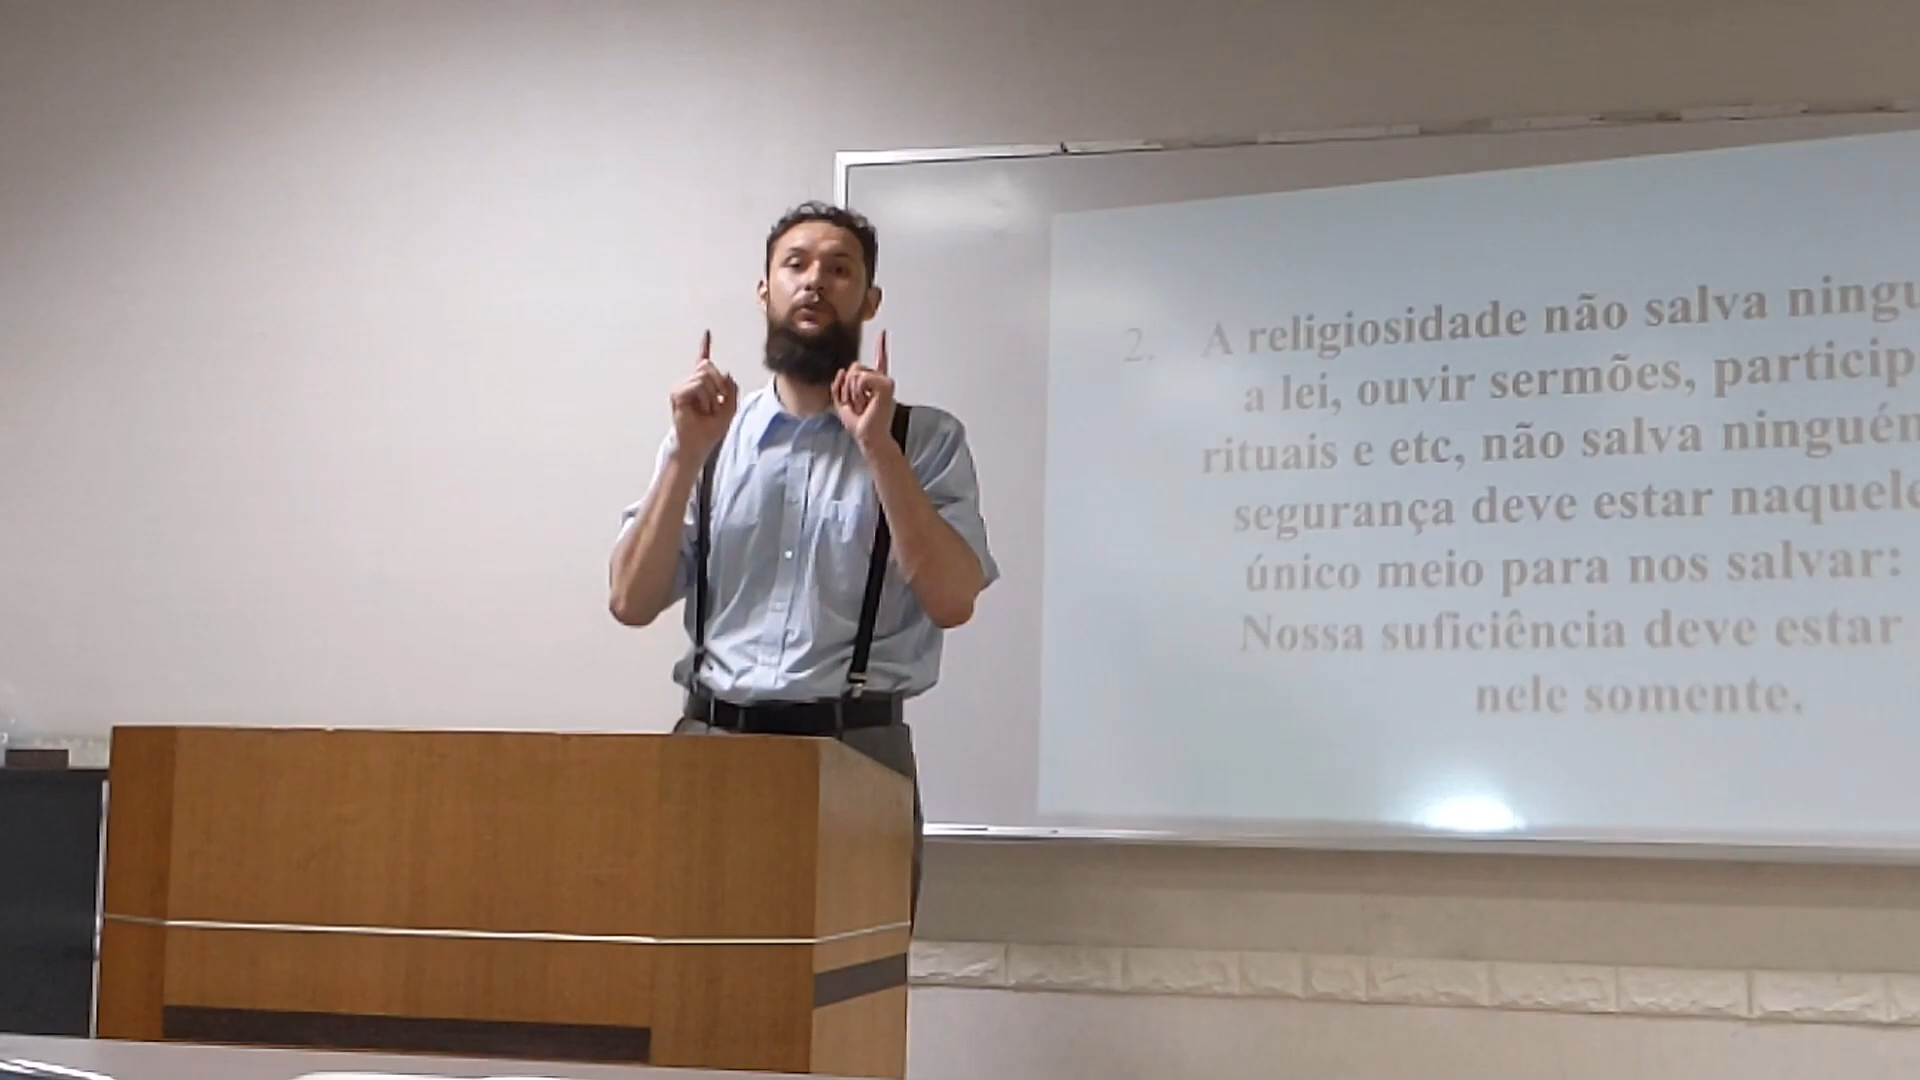 2. A religiosidade não salva ningu
a lei, ouvir sermões, particip
rituais e etc, não salva ninguém
segurança deve estar naquele
único meio para nos salvar:
Nossa suficiência deve estar
nele somente.